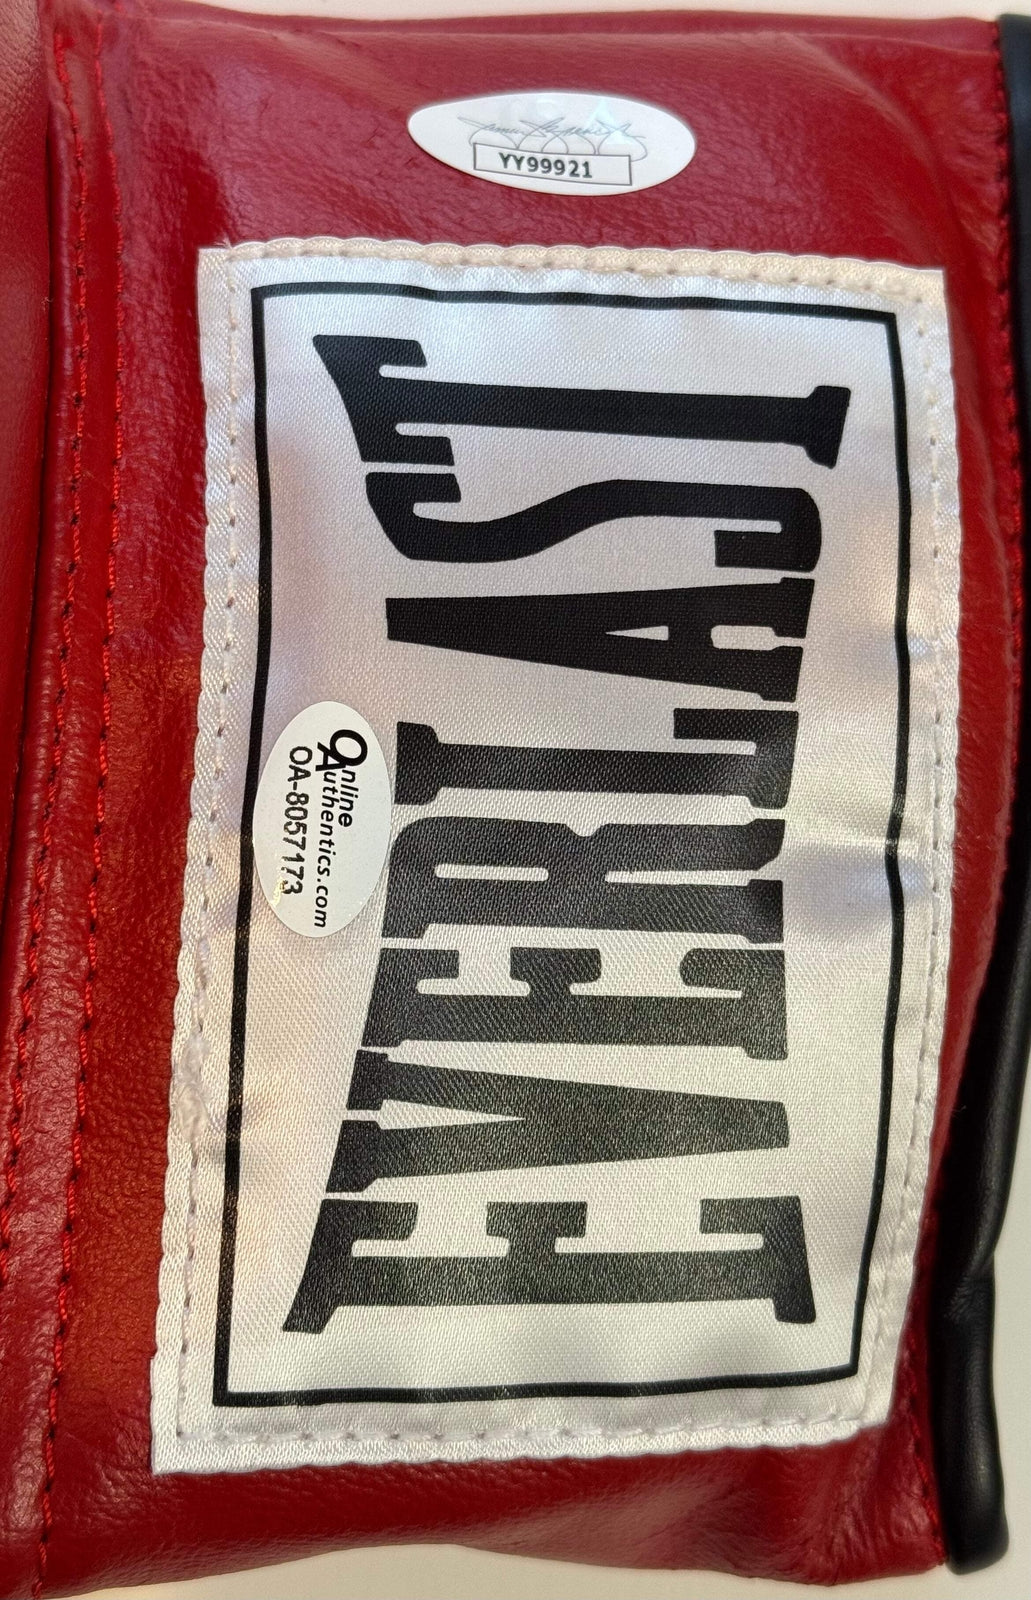 YY99921
EVERLAST
Online
Authentics.com
OA-8057173